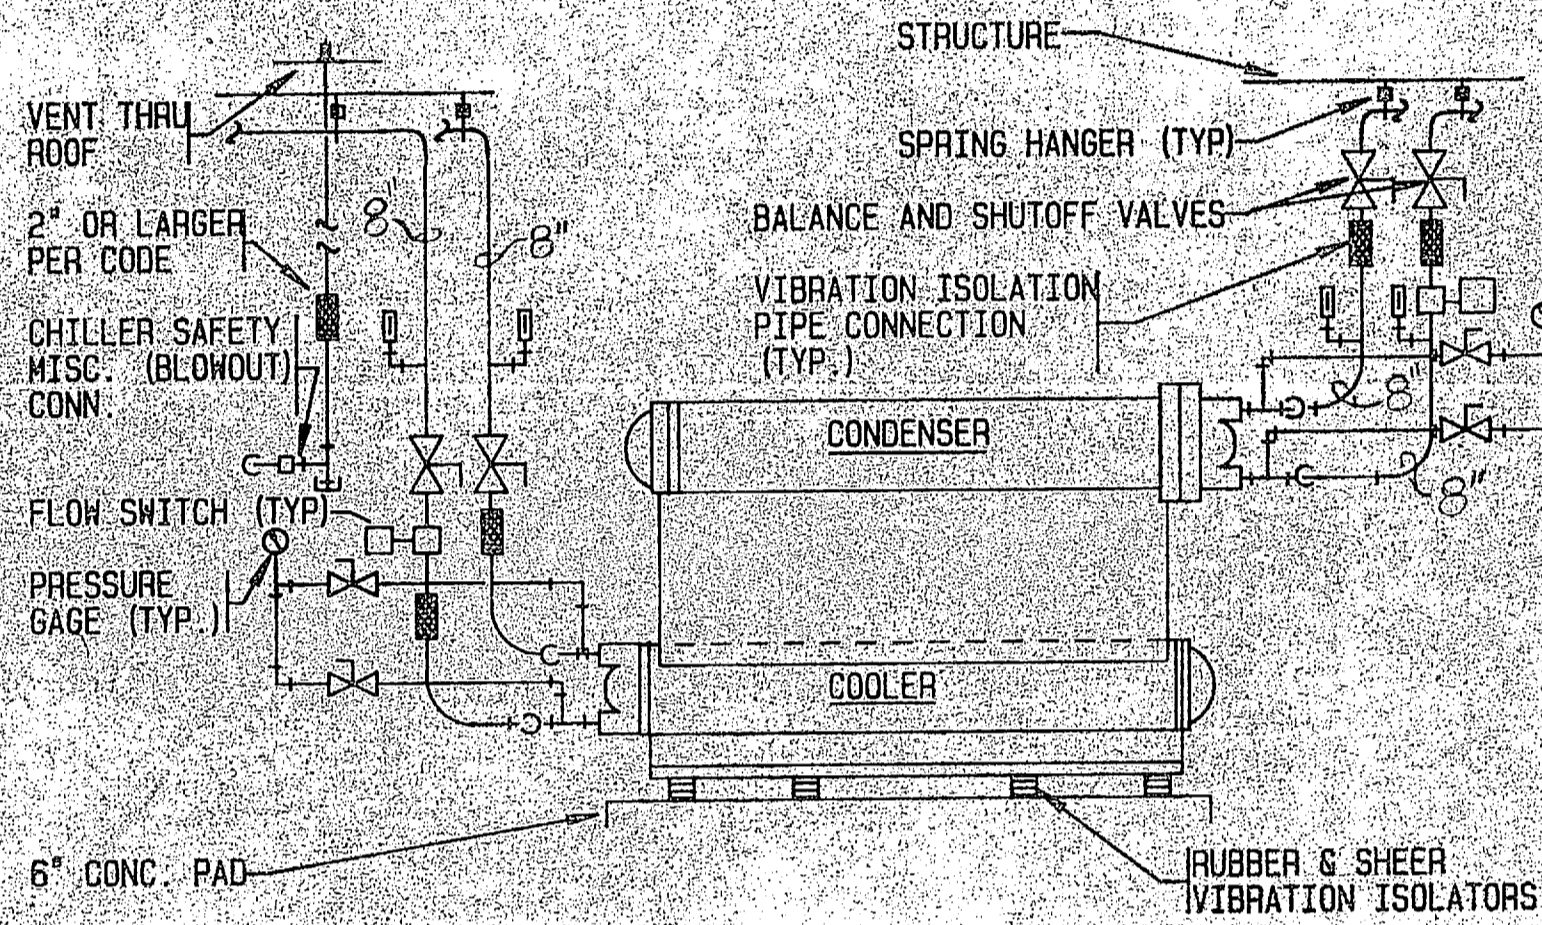 STRUCTURE
VENT THRU
ROOF
SPRING HANGER (TYP)
2" OR LARGER
PER CODE
8"
8"
BALANCE AND SHUTOFF VALVES
VIBRATION ISOLATION
PIPE CONNECTION
(TYP.)
CHILLER SAFETY
MISC. (BLOWOUT)
CONN.
8"
CONDENSER
8"
FLOW SWITCH (TYP)
PRESSURE
GAGE (TYP.)
COOLER
6" CONC. PAD
RUBBER & SHEER
VIBRATION ISOLATORS